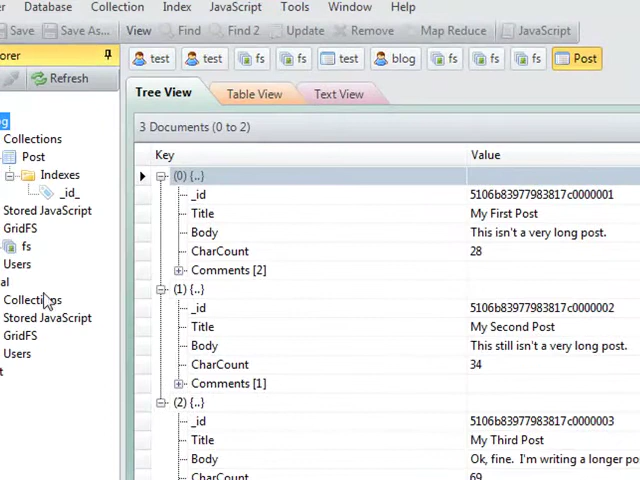 er Database Collection Index JavaScript Tools Window Help
Save Save As... View Find Find 2 Update Remove Map Reduce JavaScript
orer test test fs fs test blog fs fs fs Post
Refresh
Tree View Table View Text View
3 Documents (0 to 2)
Key Value
og
Collections
Post
Indexes
_id_
Stored JavaScript
GridFS
fs
Users
al
Collections
Stored JavaScript
GridFS
Users
t
(0) {..}
_id 5106b83977983817c0000001
Title My First Post
Body This isn't a very long post.
CharCount 28
Comments [2]
(1) {..}
_id 5106b83977983817c0000002
Title My Second Post
Body This still isn't a very long post.
CharCount 34
Comments [1]
(2) {..}
_id 5106b83977983817c0000003
Title My Third Post
Body Ok, fine. I'm writing a longer po
CharCount 69